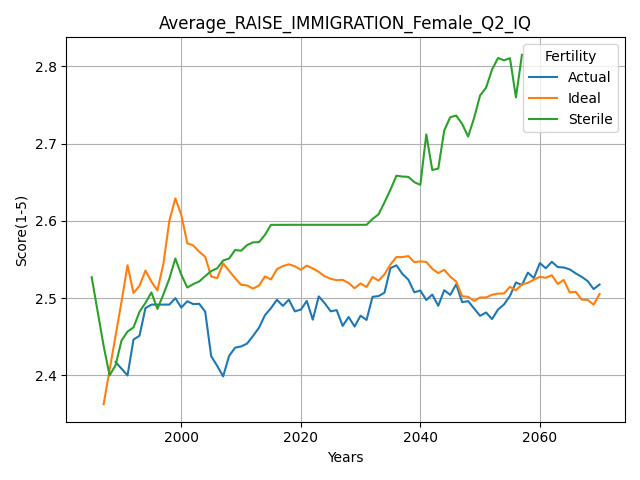 Average_RAISE_IMMIGRATION_Female_Q2_IQ
Fertility
Actual
Ideal
Sterile
Score(1-5)
2.8
2.7
2.6
2.5
2.4
2000 2020 2040 2060
Years